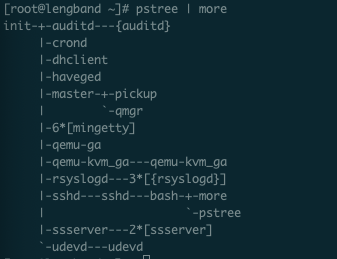 [root@lengband ~]# pstree | more
init-+-auditd---{auditd}
     |-crond
     |-dhclient
     |-haveged
     |-master-+-pickup
     |        `-qmgr
     |-6*[mingetty]
     |-qemu-ga
     |-qemu-kvm_ga---qemu-kvm_ga
     |-rsyslogd---3*[{rsyslogd}]
     |-sshd---sshd---bash-+-more
     |                    `-pstree
     |-ssserver---2*[ssserver]
     `-udevd---udevd